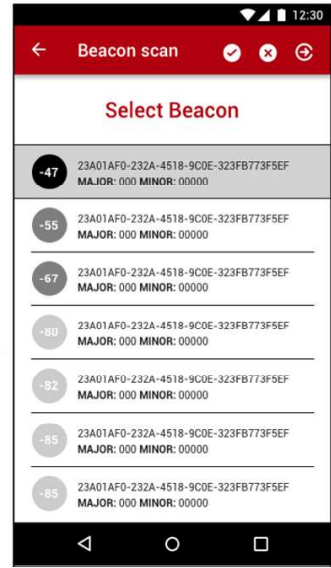 12:30
Beacon scan
Select Beacon
-47
23A01AF0-232A-4518-9C0E-323FB773F5EF
MAJOR: 000 MINOR: 00000
-55
23A01AF0-232A-4518-9C0E-323FB773F5EF
MAJOR: 000 MINOR: 00000
-67
23A01AF0-232A-4518-9C0E-323FB773F5EF
MAJOR: 000 MINOR: 00000
-80
23A01AF0-232A-4518-9C0E-323FB773F5EF
MAJOR: 000 MINOR: 00000
-82
23A01AF0-232A-4518-9C0E-323FB773F5EF
MAJOR: 000 MINOR: 00000
-85
23A01AF0-232A-4518-9C0E-323FB773F5EF
MAJOR: 000 MINOR: 00000
-85
23A01AF0-232A-4518-9C0E-323FB773F5EF
MAJOR: 000 MINOR: 00000